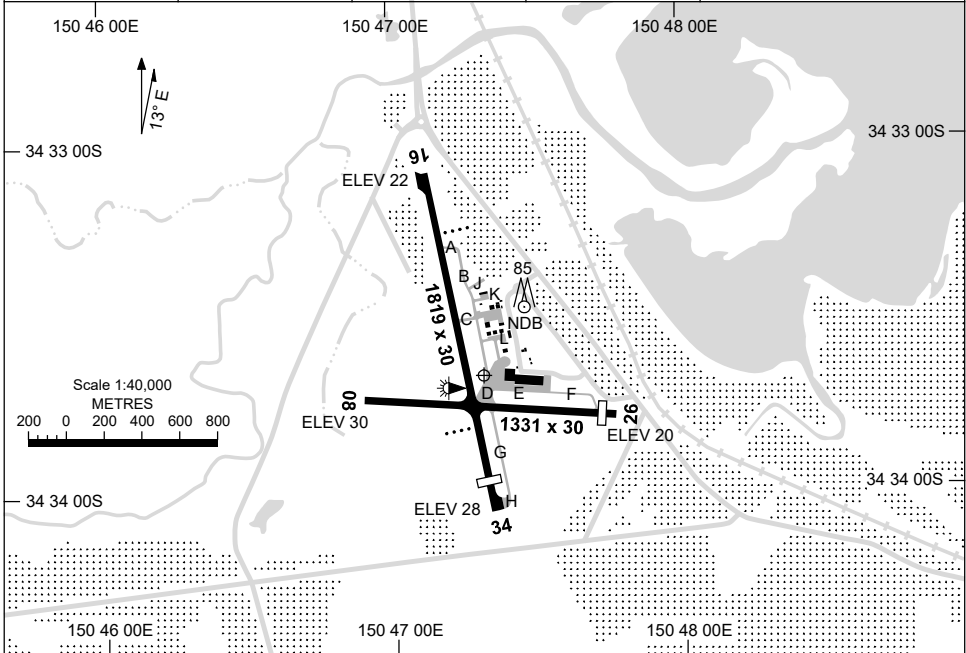 150 46 00E
150 47 00E
150 48 00E
13° E
34 33 00S
34 33 00S
16
ELEV 22
A
B
J
K
85
C
NDB
L
1819 x 30
Scale 1:40,000
METRES
200 0 200 400 600 800
08
ELEV 30
D
E
F
1331 x 30
26
ELEV 20
G
34 34 00S
34 34 00S
ELEV 28
H
34
150 46 00E
150 47 00E
150 48 00E